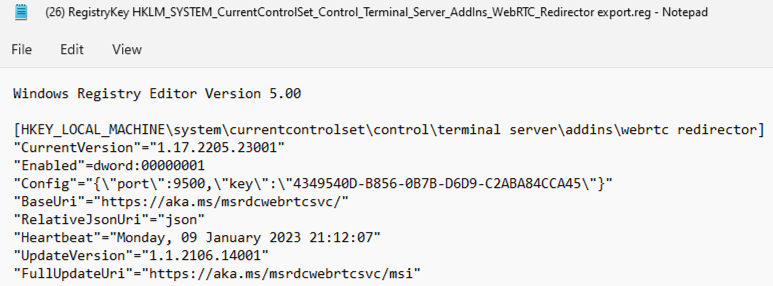 (26) RegistryKey HKLM_SYSTEM_CurrentControlSet_Control_Terminal_Server_AddIns_WebRTC_Redirector export.reg - Notepad
File Edit View
Windows Registry Editor Version 5.00
[HKEY_LOCAL_MACHINE\system\currentcontrolset\control\terminal server\addins\webrtc redirector]
"CurrentVersion"="1.17.2205.23001"
"Enabled"=dword:00000001
"Config"="{\"port\":9500,\"key\":\"4349540D-B856-0B7B-D6D9-C2ABA84CCA45\"}"
"BaseUri"="https://aka.ms/msrdcwebrtcsvc/"
"RelativeJsonUri"="json"
"Heartbeat"="Monday, 09 January 2023 21:12:07"
"UpdateVersion"="1.1.2106.14001"
"FullUpdateUri"="https://aka.ms/msrdcwebrtcsvc/msi"